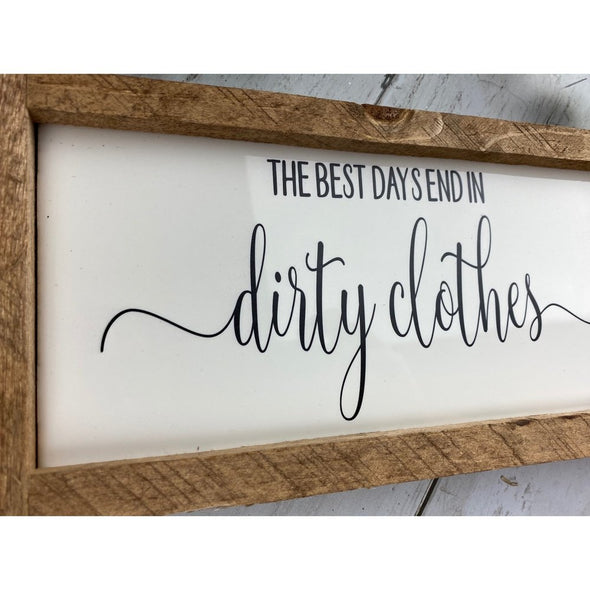 THE BEST DAYS END IN
dirty clothes